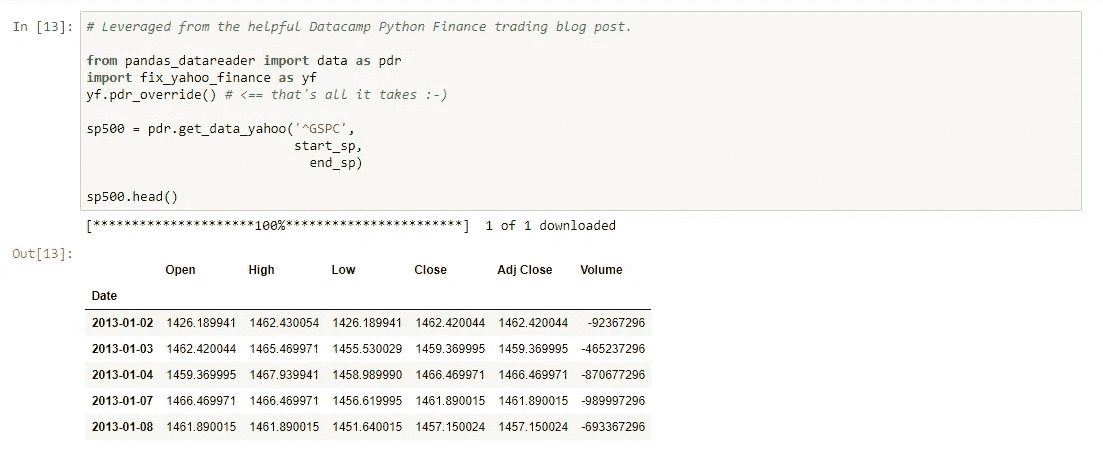 In [13]: # Leveraged from the helpful Datacamp Python Finance trading blog post.
from pandas_datareader import data as pdr
import fix_yahoo_finance as yf
yf.pdr_override() # <== that's all it takes :-)
sp500 = pdr.get_data_yahoo('^GSPC',
start_sp,
end_sp)
sp500.head()
[*********************100%***********************] 1 of 1 downloaded
Out[13]:
Open High Low Close Adj Close Volume
Date
2013-01-02 1426.189941 1462.430054 1426.189941 1462.420044 1462.420044 -92367296
2013-01-03 1462.420044 1465.469971 1455.530029 1459.369995 1459.369995 -465237296
2013-01-04 1459.369995 1467.939941 1458.989990 1466.469971 1466.469971 -870677296
2013-01-07 1466.469971 1466.469971 1456.619995 1461.890015 1461.890015 -989997296
2013-01-08 1461.890015 1461.890015 1451.640015 1457.150024 1457.150024 -693367296